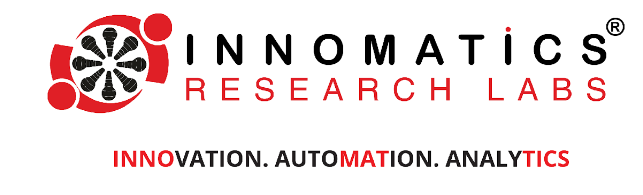 INNOMATICS®
RESEARCH LABS
INNOVATION. AUTOMATION. ANALYTICS